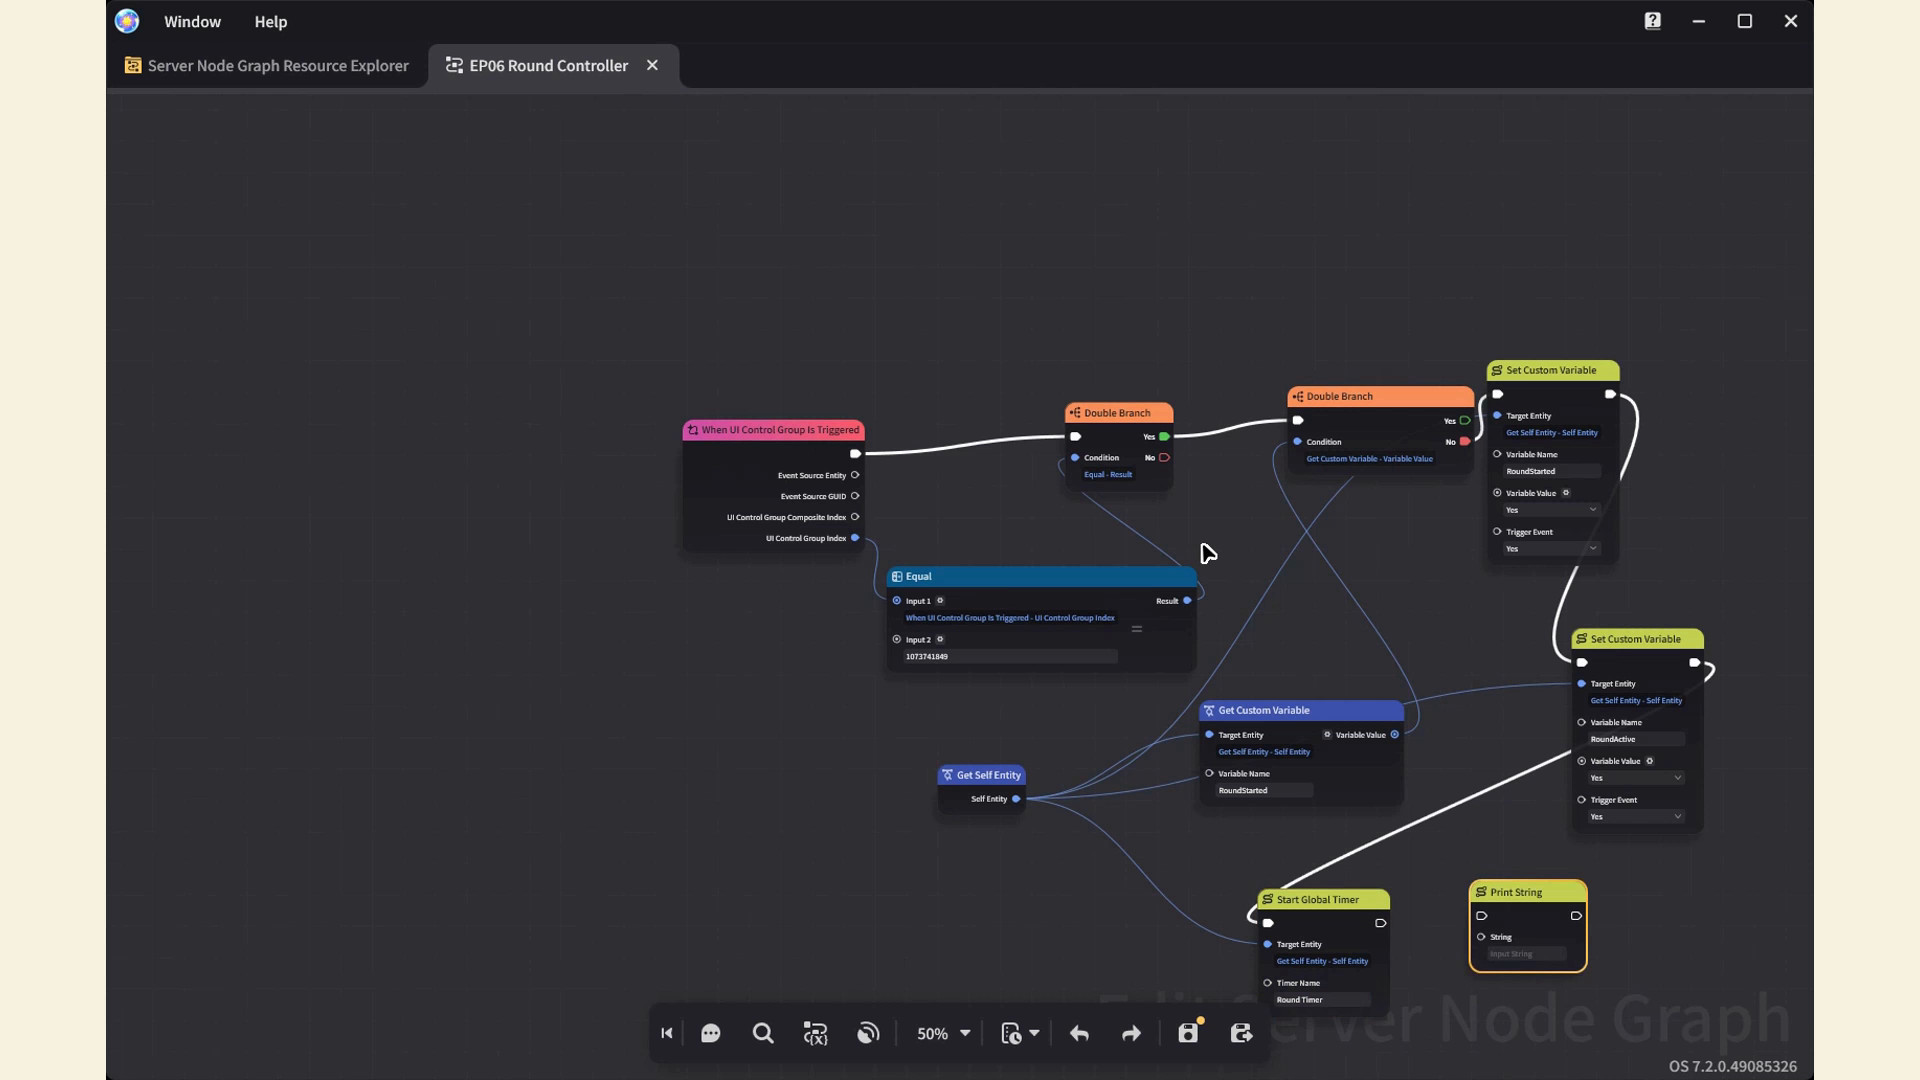 Window
Help
Server Node Graph Resource Explorer
EP06 Round Controller
Set Custom Variable
Target Entity
Get Self Entity - Self Entity
Variable Name
RoundStarted
Variable Value
Yes
Trigger Event
Yes
Double Branch
Yes
Condition
No
Get Custom Variable - Variable Value
Double Branch
Yes
Condition
No
Equal - Result
When UI Control Group Is Triggered
Event Source Entity
Event Source GUID
UI Control Group Composite Index
UI Control Group Index
Equal
Input 1
Result
When UI Control Group Is Triggered - UI Control Group Index
Input 2
1073741849
Set Custom Variable
Target Entity
Get Self Entity - Self Entity
Variable Name
RoundActive
Variable Value
Yes
Trigger Event
Yes
Get Custom Variable
Target Entity
Variable Value
Get Self Entity - Self Entity
Variable Name
RoundStarted
Get Self Entity
Self Entity
Start Global Timer
Target Entity
Get Self Entity - Self Entity
Timer Name
Round Timer
Print String
String
Input String
50%
Server Node Graph
OS 7.2.0.49085326